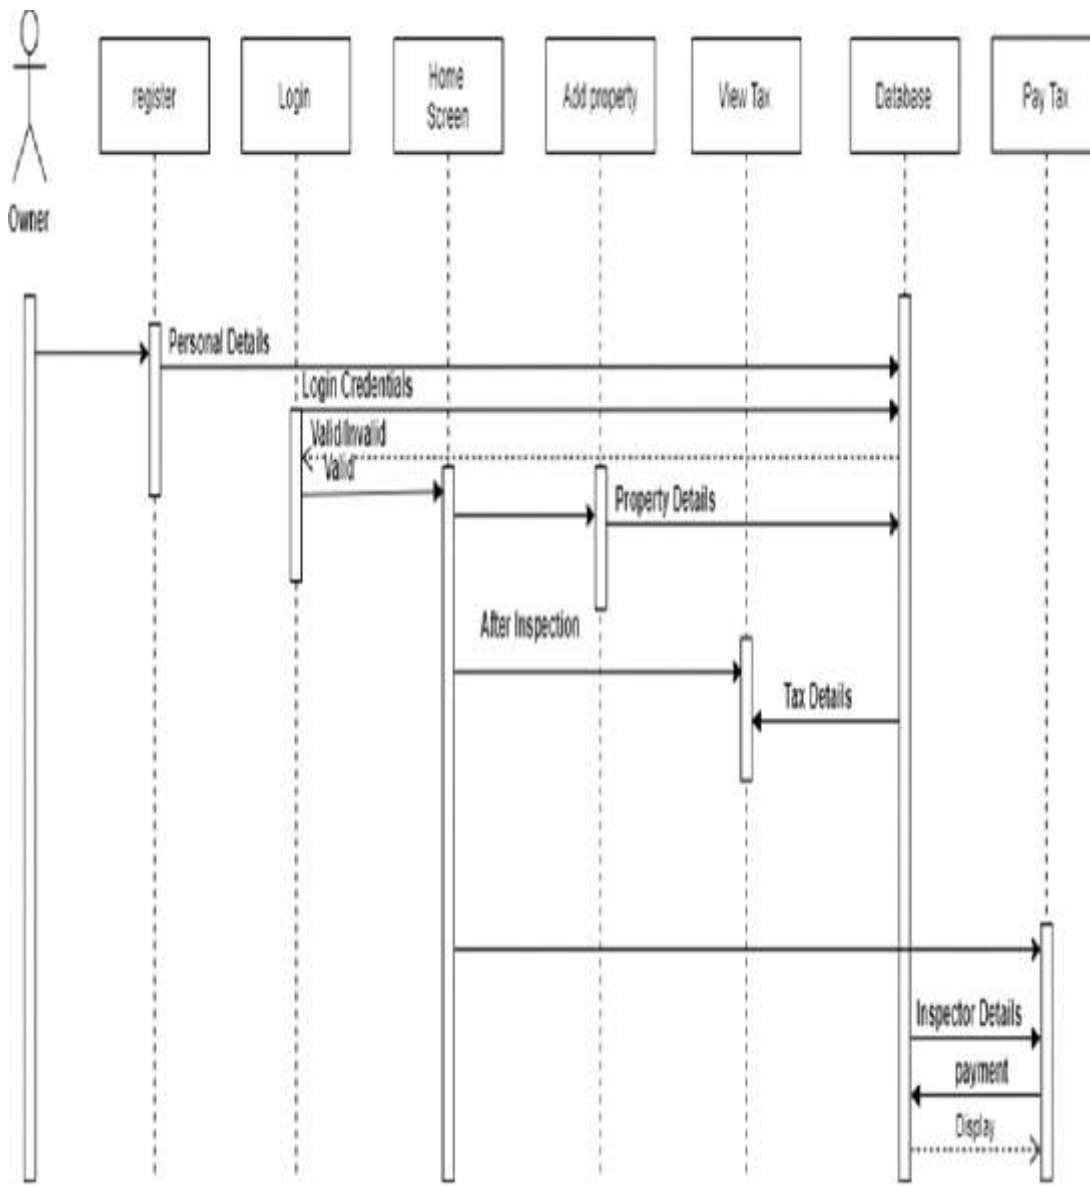 Owner
register
Login
Home
Screen
Add property
View Tax
Database
Pay Tax
Personal Details
Login Credentials
Valid/Invalid
Valid
Property Details
After Inspection
Tax Details
Inspector Details
payment
Display